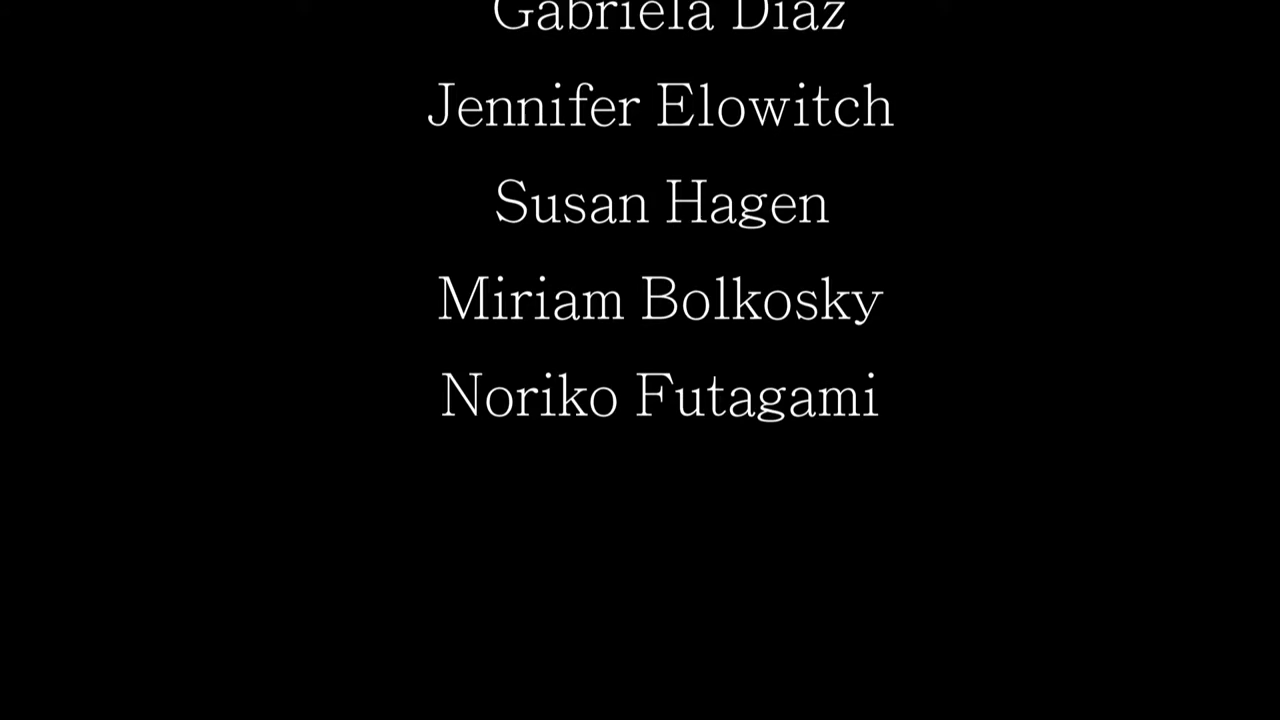 Gabriela Diaz
Jennifer Elowitch
Susan Hagen
Miriam Bolkosky
Noriko Futagami